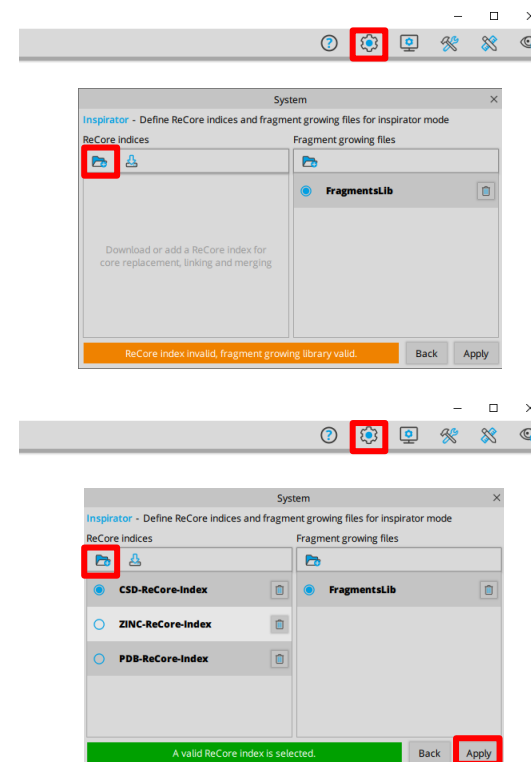 System
Inspirator - Define ReCore indices and fragment growing files for inspirator mode
ReCore indices
Fragment growing files
FragmentsLib
Download or add a ReCore index for
core replacement, linking and merging
ReCore index invalid, fragment growing library valid.
Back
Apply
System
Inspirator - Define ReCore indices and fragment growing files for inspirator mode
ReCore indices
Fragment growing files
CSD-ReCore-Index
FragmentsLib
ZINC-ReCore-Index
PDB-ReCore-Index
A valid ReCore index is selected.
Back
Apply